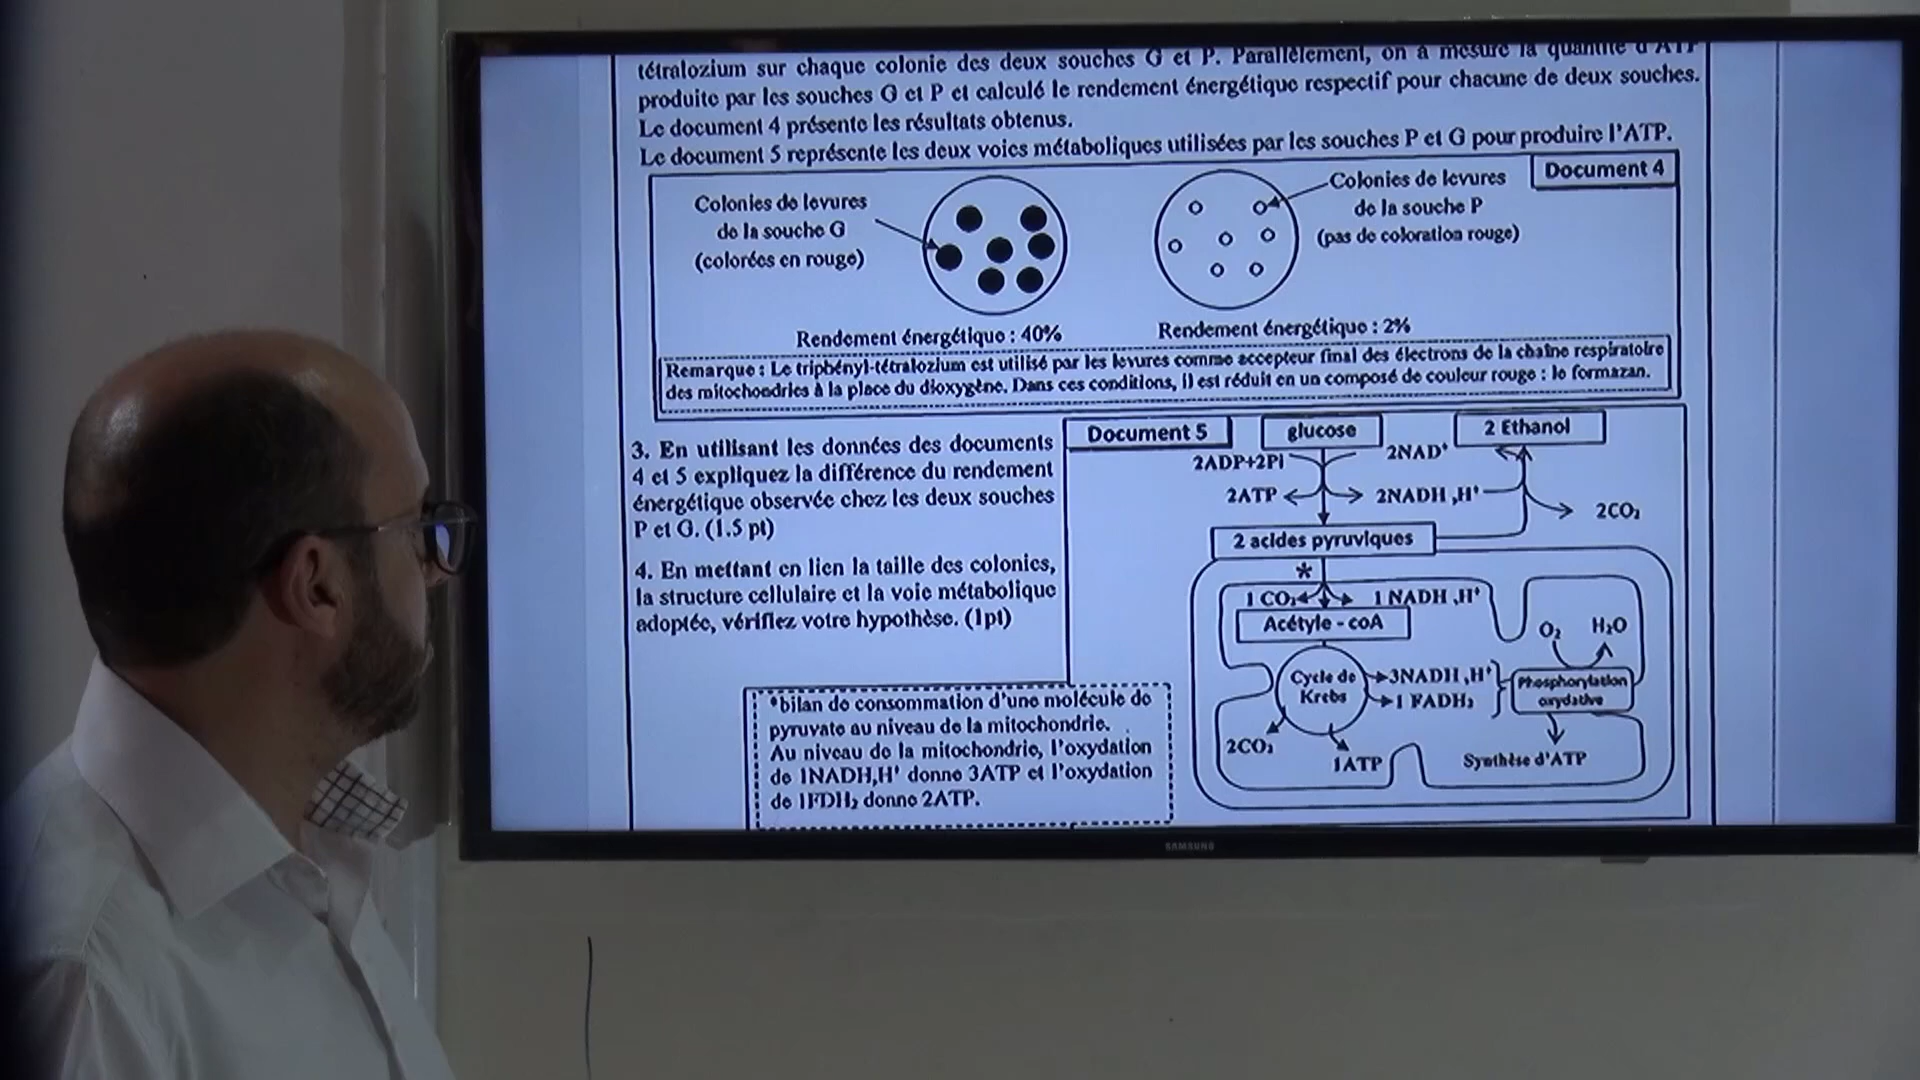 tétralozium sur chaque colonie des deux souches G et P. Parallèlement, on a mesuré la quantité d'ATP
produite par les souches G et P et calculé le rendement énergétique respectif pour chacune de deux souches.
Le document 4 présente les résultats obtenus.
Le document 5 représente les deux voies métaboliques utilisées par les souches P et G pour produire l'ATP.
Document 4
Colonies de levures
de la souche G
(colorées en rouge)
Colonies de levures
de la souche P
(pas de coloration rouge)
Rendement énergétique : 40%
Rendement énergétique : 2%
Remarque : Le triphényl-tétralozium est utilisé par les levures comme accepteur final des électrons de la chaîne respiratoire
des mitochondries à la place du dioxygène. Dans ces conditions, il est réduit en un composé de couleur rouge : le formazan.
3. En utilisant les données des documents
4 et 5 expliquez la différence du rendement
énergétique observée chez les deux souches
P et G. (1.5 pt)
4. En mettant en lien la taille des colonies,
la structure cellulaire et la voie métabolique
adoptée, vérifiez votre hypothèse. (1pt)
*bilan de consommation d'une molécule de
pyruvate au niveau de la mitochondrie.
Au niveau de la mitochondrie, l'oxydation
de 1NADH,H⁺ donne 3ATP et l'oxydation
de 1FDH₂ donne 2ATP.
Document 5
glucose
2 Ethanol
2ADP+2Pi
2NAD⁺
2ATP
2NADH ,H⁺
2CO₂
2 acides pyruviques
*
1 CO₂
1 NADH ,H⁺
Acétyle - coA
O₂
H₂O
Cycle de
Krebs
3NADH ,H⁺
1 FADH₂
Phosphorylation
oxydative
2CO₂
1ATP
Synthèse d'ATP
SAMSUNG